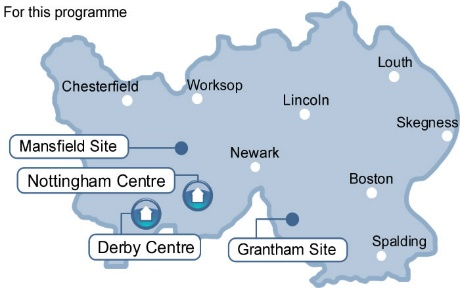 For this programme
Louth
Chesterfield
Worksop
Lincoln
Skegness
Mansfield Site
Newark
Nottingham Centre
Boston
Derby Centre
Grantham Site
Spalding